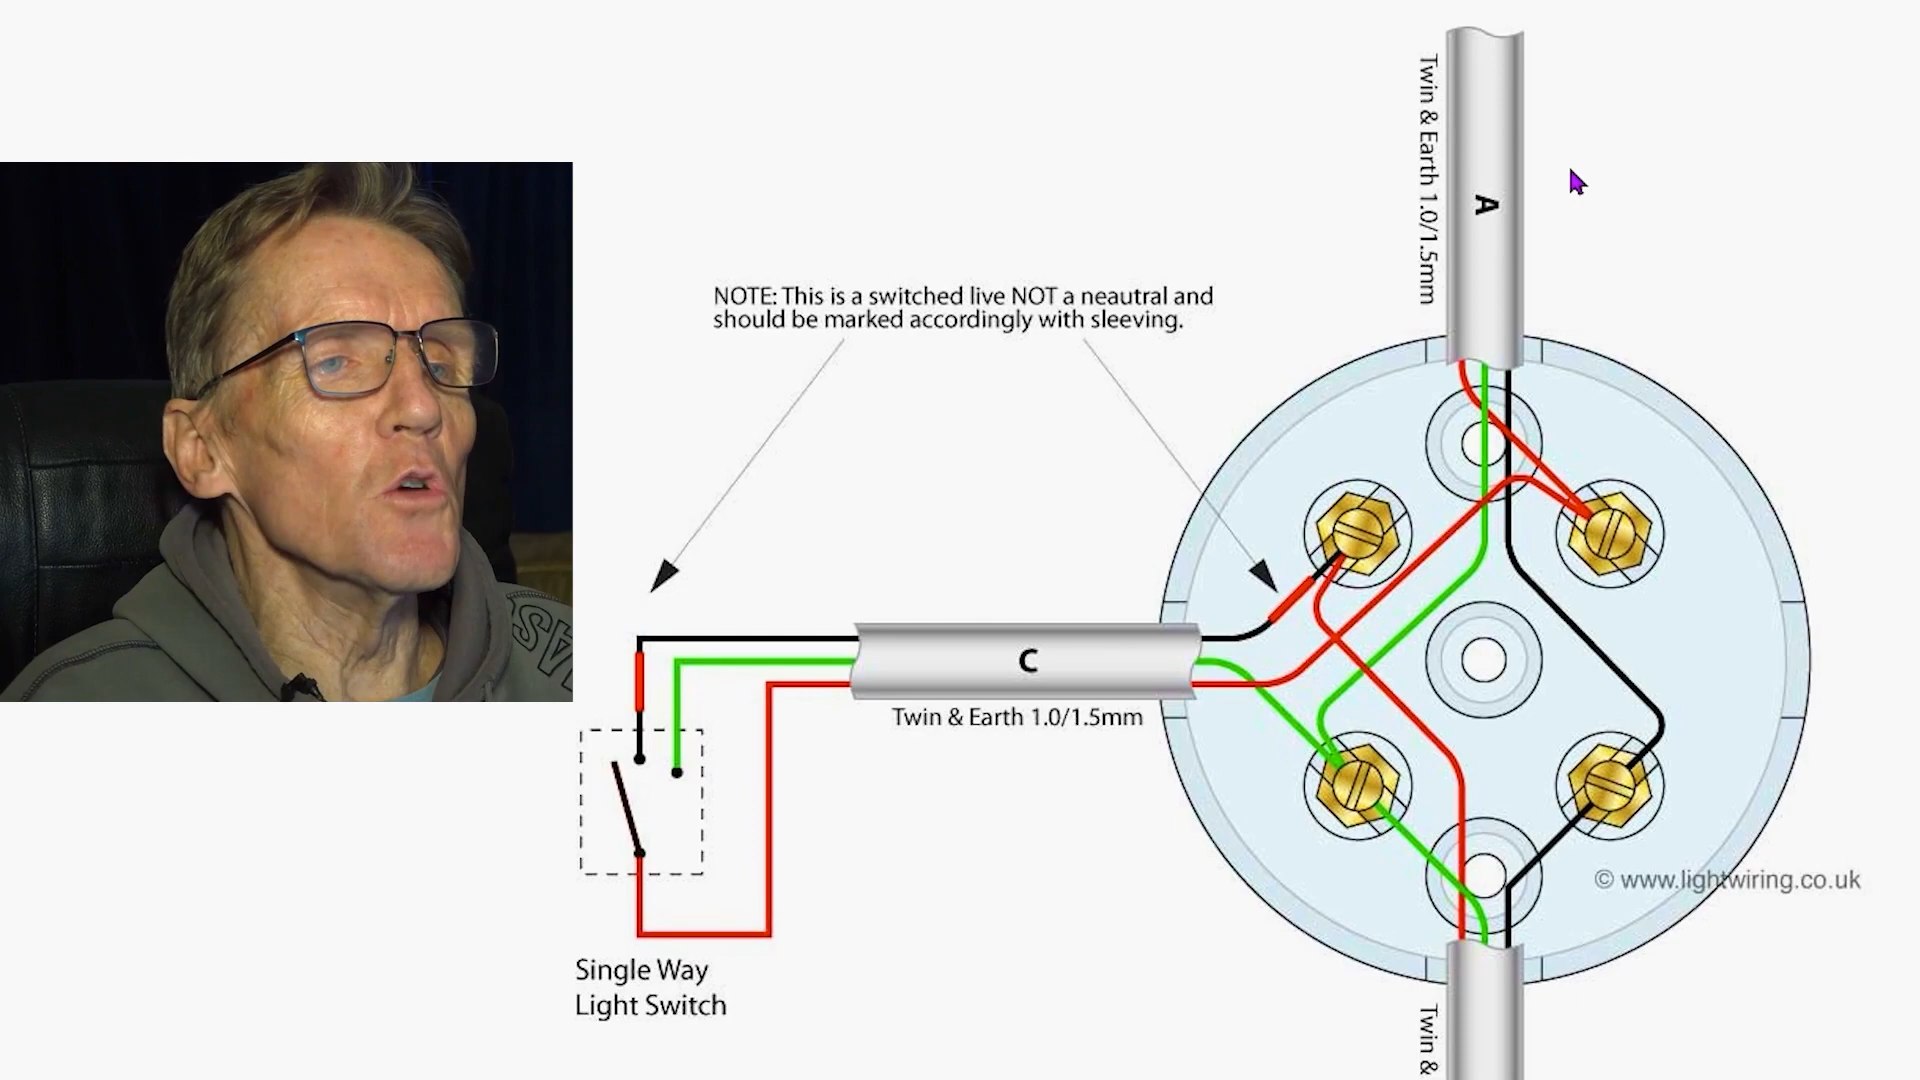 Twin & Earth 1.0/1.5mm
A
NOTE: This is a switched live NOT a neautral and
should be marked accordingly with sleeving.
C
Twin & Earth 1.0/1.5mm
© www.lightwiring.co.uk
Single Way
Light Switch
Twin &